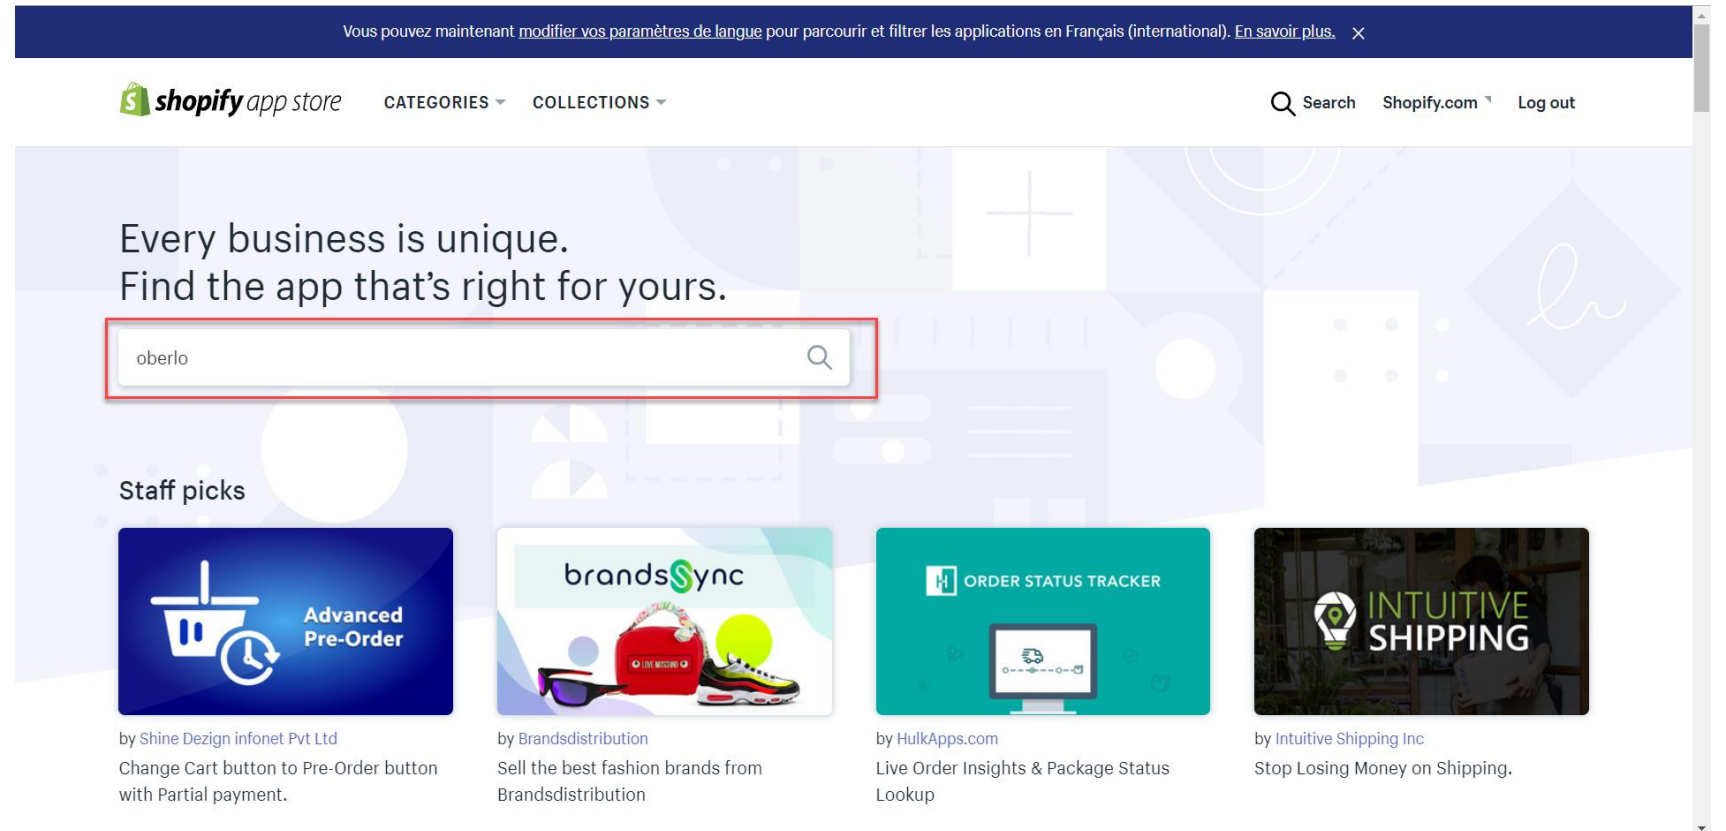 Vous pouvez maintenant modifier vos paramètres de langue pour parcourir et filtrer les applications en Français (international). En savoir plus. ×
shopify app store CATEGORIES COLLECTIONS Search Shopify.com Log out
Every business is unique.
Find the app that's right for yours.
oberlo
Staff picks
Advanced
Pre-Order
brandsSync
LOVE MOSCHINO
H ORDER STATUS TRACKER
INTUITIVE
SHIPPING
by Shine Dezign infonet Pvt Ltd
Change Cart button to Pre-Order button
with Partial payment.
by Brandsdistribution
Sell the best fashion brands from
Brandsdistribution
by HulkApps.com
Live Order Insights & Package Status
Lookup
by Intuitive Shipping Inc
Stop Losing Money on Shipping.